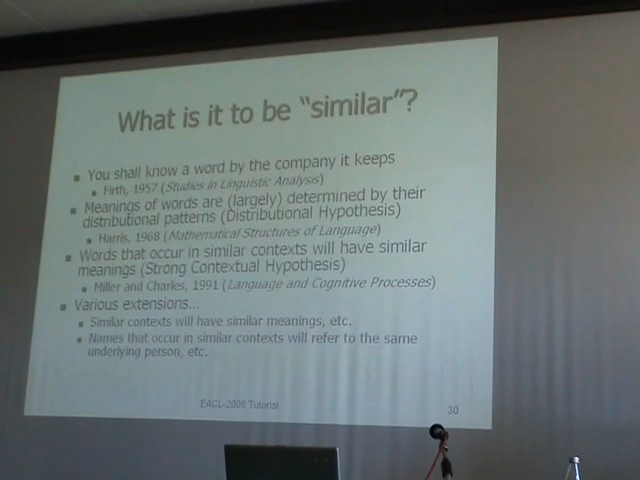 What is it to be "similar"?
You shall know a word by the company it keeps
Firth, 1957 (Studies in Linguistic Analysis)
Meanings of words are (largely) determined by their
distributional patterns (Distributional Hypothesis)
Harris, 1968 (Mathematical Structures of Language)
Words that occur in similar contexts will have similar
meanings (Strong Contextual Hypothesis)
Miller and Charles, 1991 (Language and Cognitive Processes)
Various extensions...
Similar contexts will have similar meanings, etc.
Names that occur in similar contexts will refer to the same
underlying person, etc.
EACL-2006 Tutorial
30